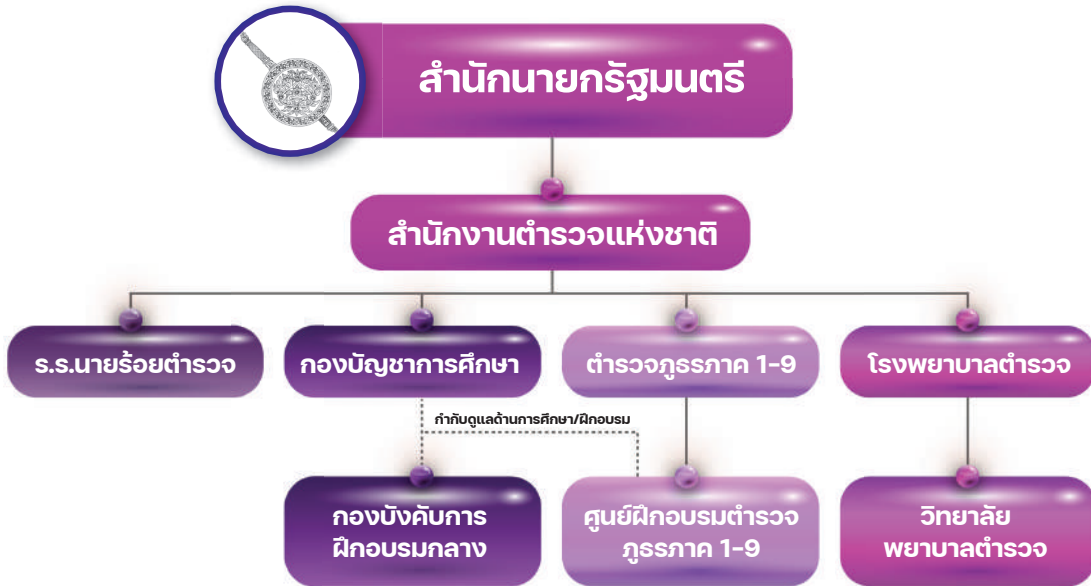 สำนักนายกรัฐมนตรี
สำนักงานตำรวจแห่งชาติ
ร.ร.นายร้อยตำรวจ
กองบัญชาการศึกษา
ตำรวจภูธรภาค 1-9
โรงพยาบาลตำรวจ
กำกับดูแลด้านการศึกษา/ฝึกอบรม
กองบังคับการ
ฝึกอบรมกลาง
ศูนย์ฝึกอบรมตำรวจ
ภูธรภาค 1-9
วิทยาลัย
พยาบาลตำรวจ